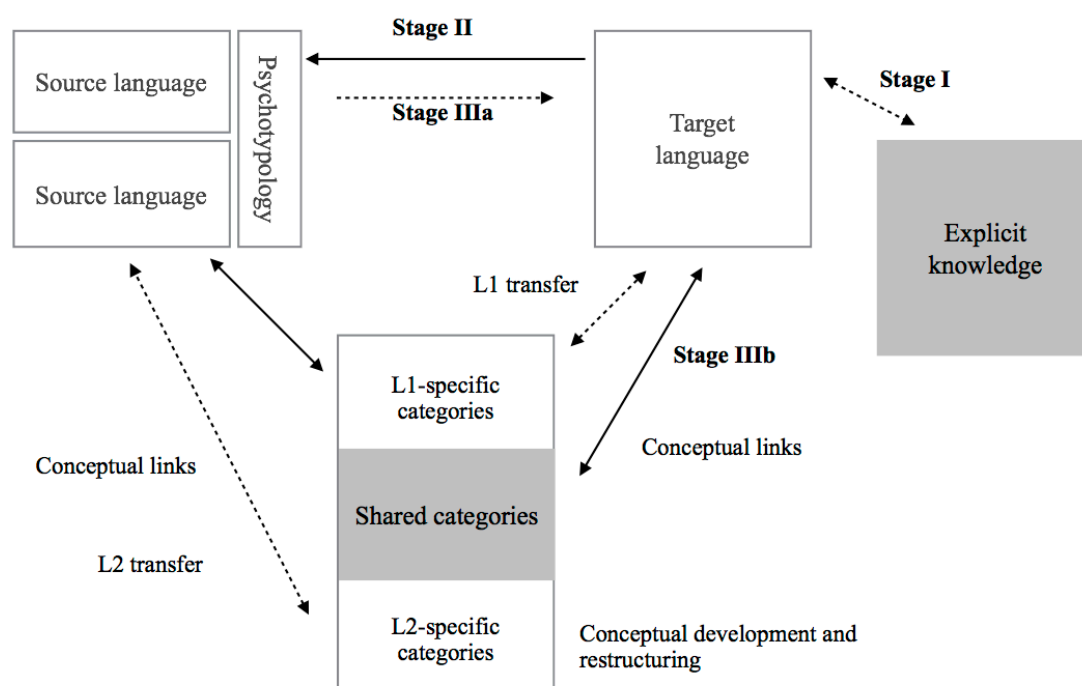 Stage II
Source language
Psychotypology
Stage I
Stage IIIa
Target
language
Source language
Explicit
knowledge
L1 transfer
Stage IIIb
L1-specific
categories
Conceptual links
Conceptual links
Shared categories
L2 transfer
L2-specific
categories
Conceptual development and
restructuring